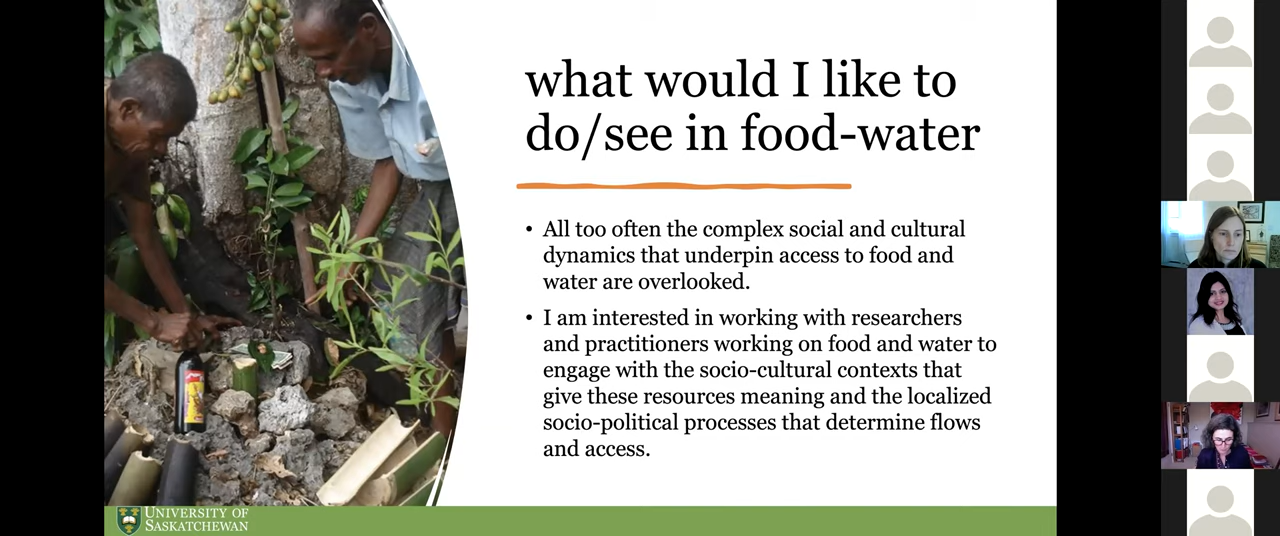 what would I like to
do/see in food-water
• All too often the complex social and cultural
dynamics that underpin access to food and
water are overlooked.
• I am interested in working with researchers
and practitioners working on food and water to
engage with the socio-cultural contexts that
give these resources meaning and the localized
socio-political processes that determine flows
and access.
UNIVERSITY OF
SASKATCHEWAN